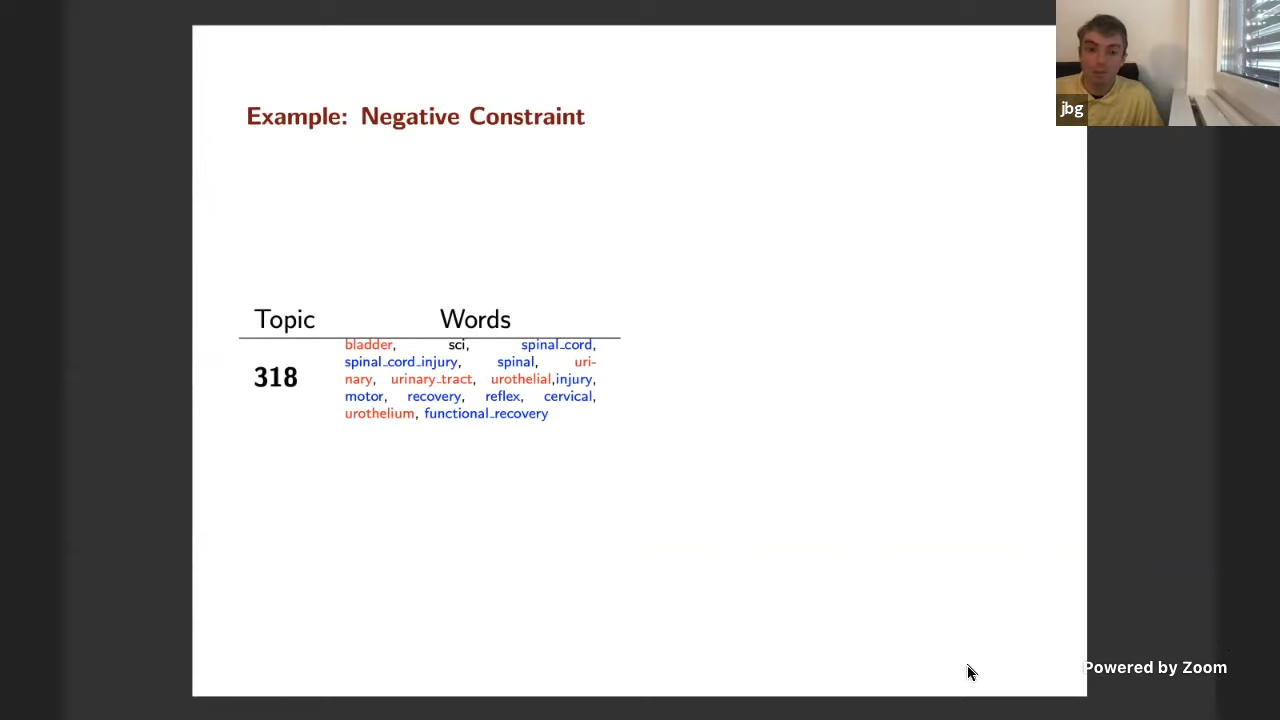 jbg
Example: Negative Constraint
Topic Words
318
bladder, sci, spinal_cord,
spinal_cord_injury, spinal, uri-
nary, urinary_tract, urothelial,injury,
motor, recovery, reflex, cervical,
urothelium, functional_recovery
Powered by Zoom